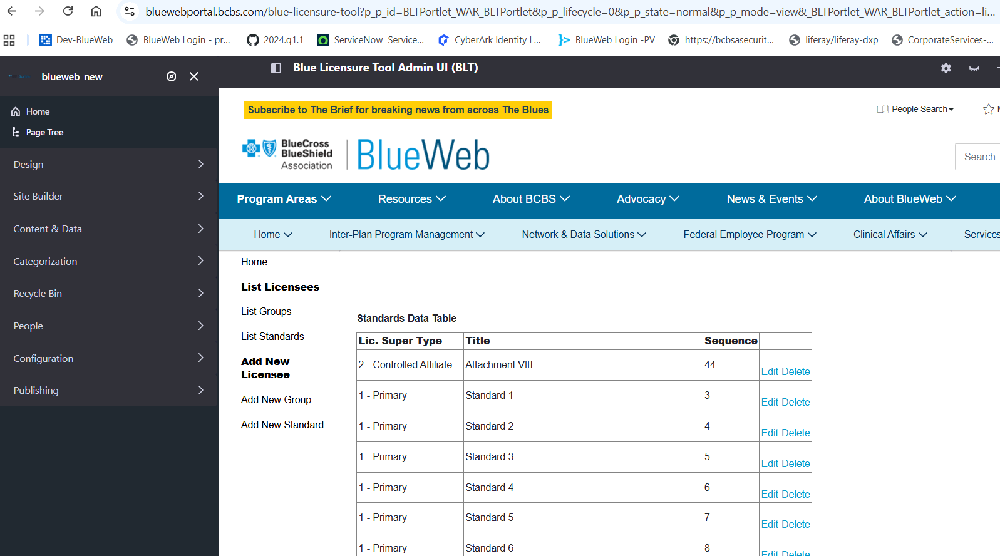 bluewebportal.bcbs.com/blue-licensure-tool?p_p_id=BLTPortlet_WAR_BLTPortlet&p_p_lifecycle=0&p_p_state=normal&p_p_mode=view&_BLTPortlet_WAR_BLTPortlet_action=li...
Dev-BlueWeb BlueWeb Login - pr... 2024.q1.1 ServiceNow Service... CyberArk Identity L... BlueWeb Login -PV https://bcbsasecurit... liferay/liferay-dxp CorporateServices-...
blueweb_new
Home
Page Tree
Design
Site Builder
Content & Data
Categorization
Recycle Bin
People
Configuration
Publishing
Blue Licensure Tool Admin UI (BLT)
Subscribe to The Brief for breaking news from across The Blues
People Search
BlueCross
BlueShield
Association
BlueWeb
Search...
Program Areas Resources About BCBS Advocacy News & Events About BlueWeb
Home Inter-Plan Program Management Network & Data Solutions Federal Employee Program Clinical Affairs Services
Home
List Licensees
List Groups
List Standards
Add New
Licensee
Add New Group
Add New Standard
Standards Data Table
Lic. Super Type Title Sequence
2 - Controlled Affiliate Attachment VIII 44 Edit Delete
1 - Primary Standard 1 3 Edit Delete
1 - Primary Standard 2 4 Edit Delete
1 - Primary Standard 3 5 Edit Delete
1 - Primary Standard 4 6 Edit Delete
1 - Primary Standard 5 7 Edit Delete
1 - Primary Standard 6 8 Edit Delete